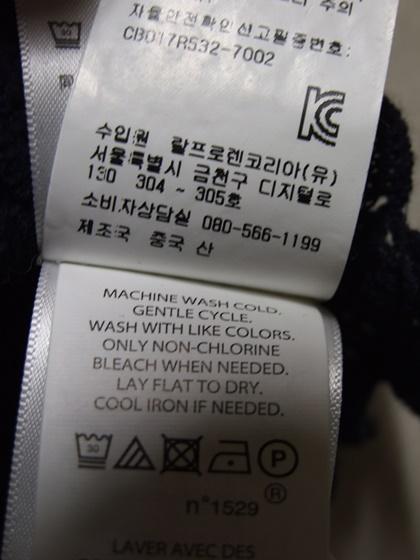 주의
자율안전확인 신고필증번호:
CB017R532-7002
수입원 랄프로렌코리아(유)
서울특별시 금천구 디지털로
130 304 ~ 305호
소비자상담실 080-566-1199
제조국 중국 산
MACHINE WASH COLD.
GENTLE CYCLE.
WASH WITH LIKE COLORS.
ONLY NON-CHLORINE
BLEACH WHEN NEEDED.
LAY FLAT TO DRY.
COOL IRON IF NEEDED.
30
P
n°1529 ®
LAVER AVEC DES